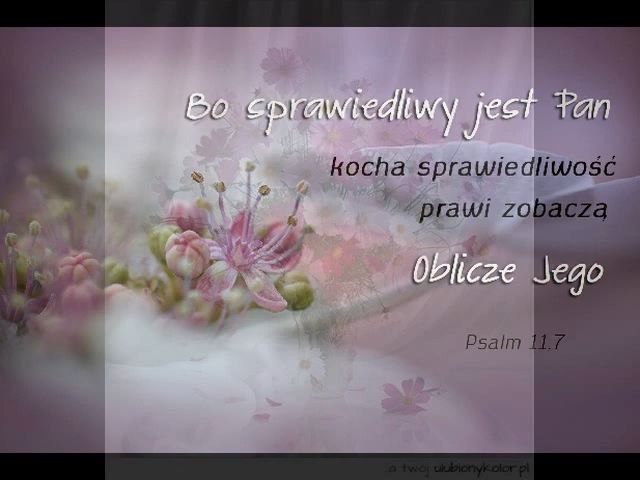 Bo sprawiedliwy jest Pan
kocha sprawiedliwość
prawi zobaczą
Oblicze Jego
Psalm 11,7
a twój ulubionykolor.pl